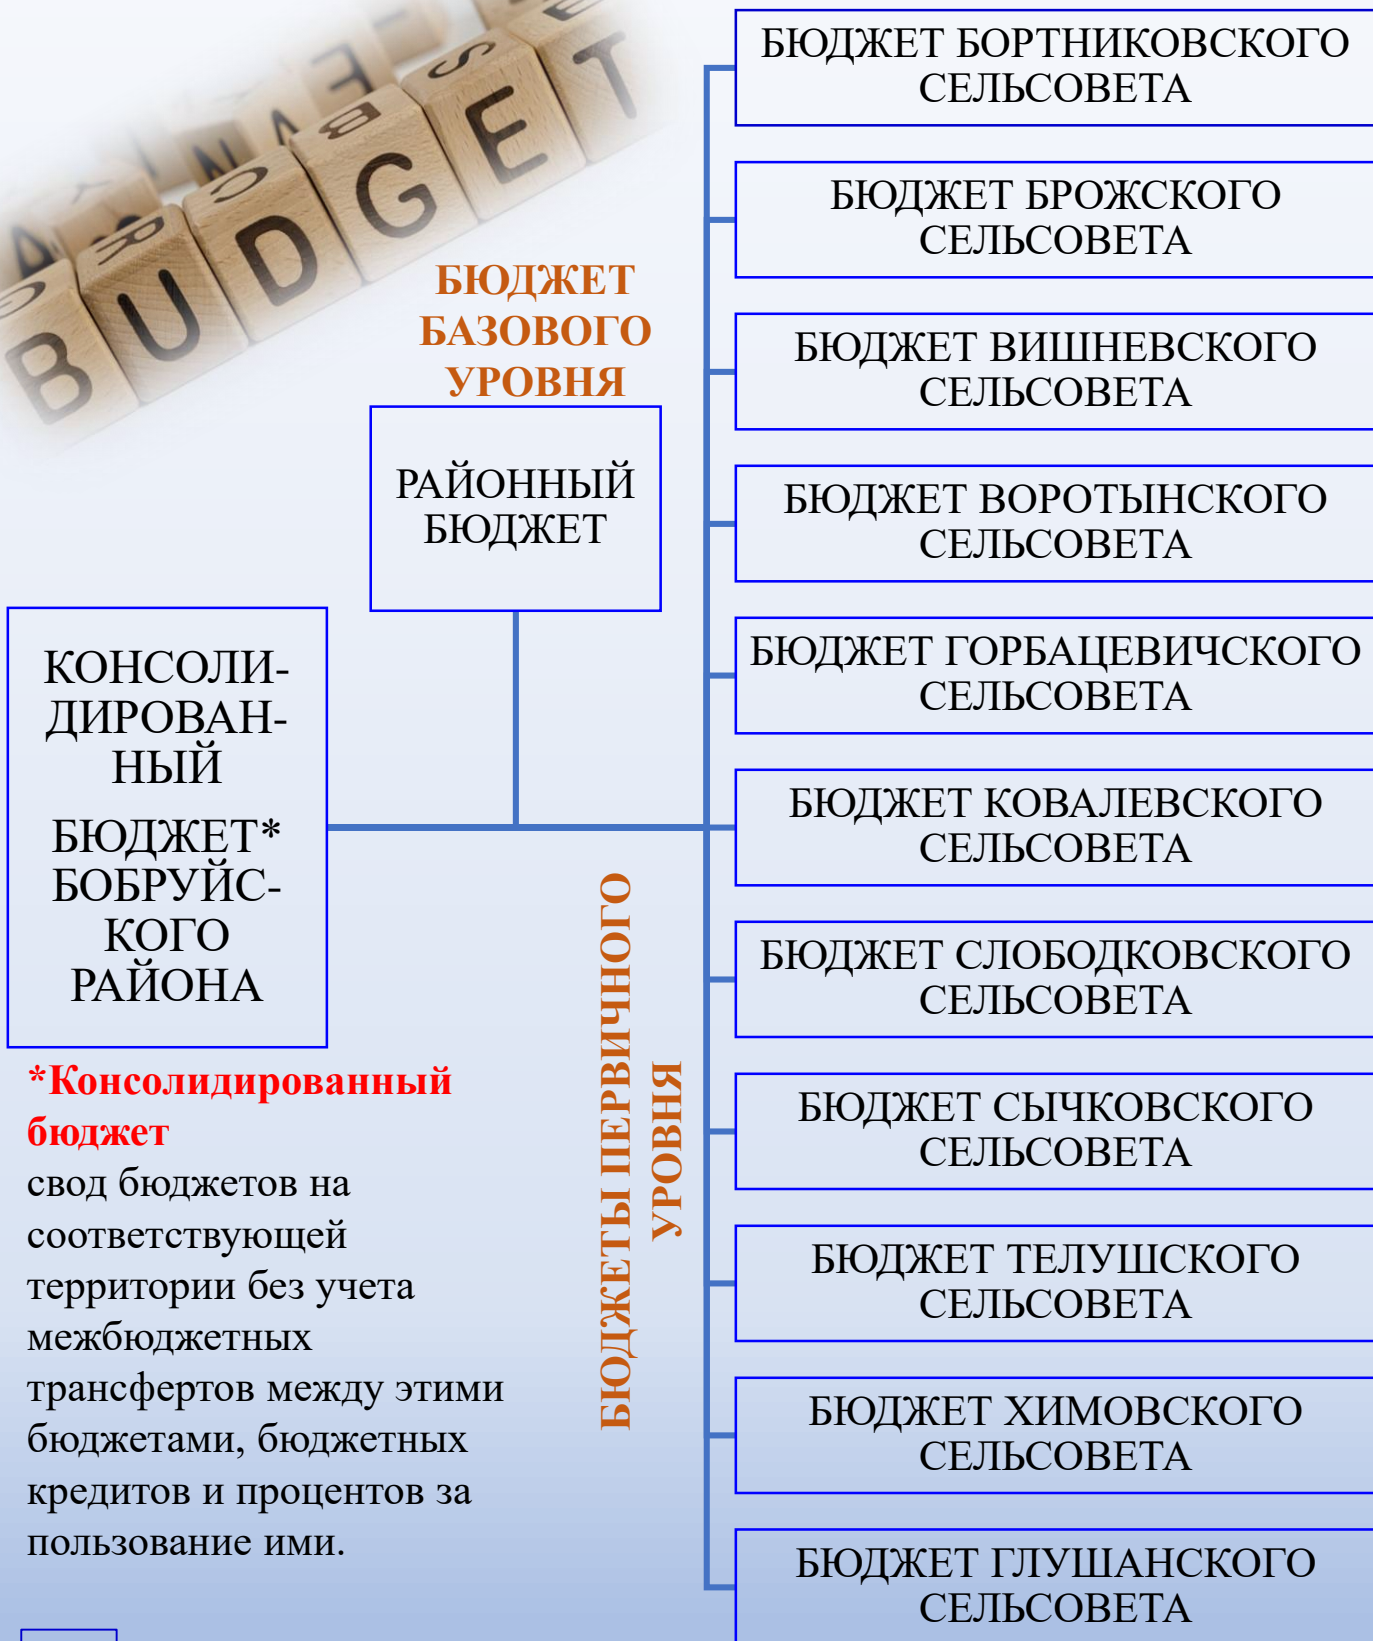 BUDGET
БЮДЖЕТ
БАЗОВОГО
УРОВНЯ
РАЙОННЫЙ
БЮДЖЕТ
КОНСОЛИ-
ДИРОВАН-
НЫЙ
БЮДЖЕТ*
БОБРУЙС-
КОГО
РАЙОНА
*Консолидированный
бюджет
свод бюджетов на
соответствующей
территории без учета
межбюджетных
трансфертов между этими
бюджетами, бюджетных
кредитов и процентов за
пользование ими.
БЮДЖЕТЫ ПЕРВИЧНОГО
УРОВНЯ
БЮДЖЕТ БОРТНИКОВСКОГО
СЕЛЬСОВЕТА
БЮДЖЕТ БРОЖСКОГО
СЕЛЬСОВЕТА
БЮДЖЕТ ВИШНЕВСКОГО
СЕЛЬСОВЕТА
БЮДЖЕТ ВОРОТЫНСКОГО
СЕЛЬСОВЕТА
БЮДЖЕТ ГОРБАЦЕВИЧСКОГО
СЕЛЬСОВЕТА
БЮДЖЕТ КОВАЛЕВСКОГО
СЕЛЬСОВЕТА
БЮДЖЕТ СЛОБОДКОВСКОГО
СЕЛЬСОВЕТА
БЮДЖЕТ СЫЧКОВСКОГО
СЕЛЬСОВЕТА
БЮДЖЕТ ТЕЛУШСКОГО
СЕЛЬСОВЕТА
БЮДЖЕТ ХИМОВСКОГО
СЕЛЬСОВЕТА
БЮДЖЕТ ГЛУШАНСКОГО
СЕЛЬСОВЕТА